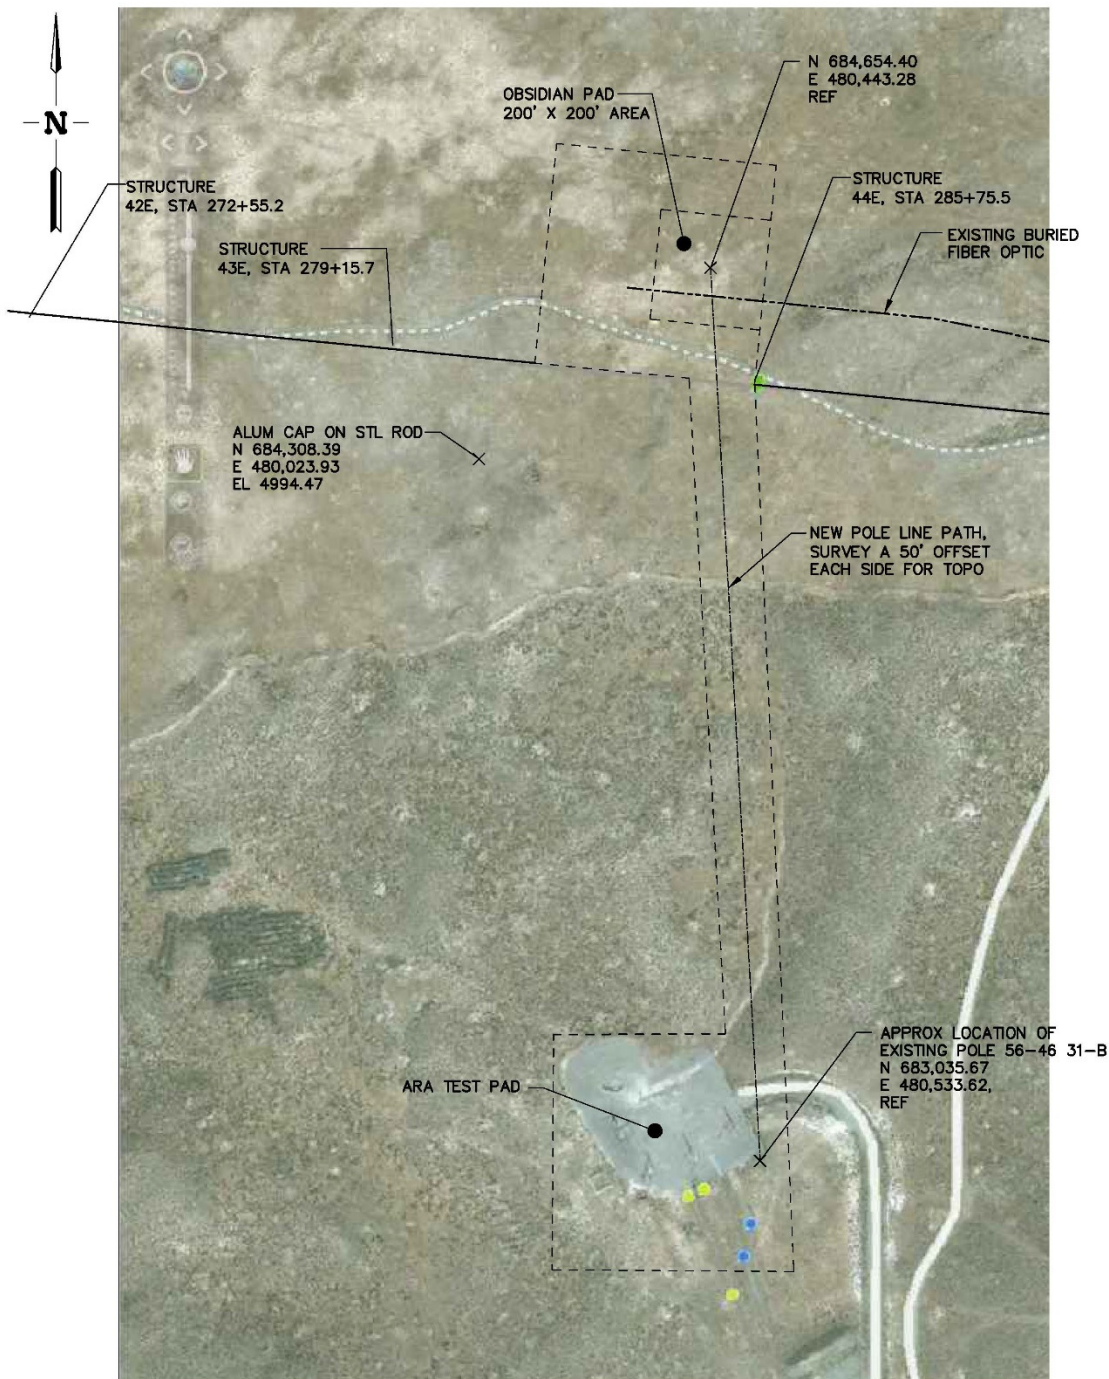 N
N 684,654.40
E 480,443.28
REF
OBSIDIAN PAD
200' X 200' AREA
STRUCTURE
42E, STA 272+55.2
STRUCTURE
44E, STA 285+75.5
STRUCTURE
43E, STA 279+15.7
EXISTING BURIED
FIBER OPTIC
ALUM CAP ON STL ROD
N 684,308.39
E 480,023.93
EL 4994.47
NEW POLE LINE PATH,
SURVEY A 50' OFFSET
EACH SIDE FOR TOPO
APPROX LOCATION OF
EXISTING POLE 56-46 31-B
N 683,035.67
E 480,533.62,
REF
ARA TEST PAD